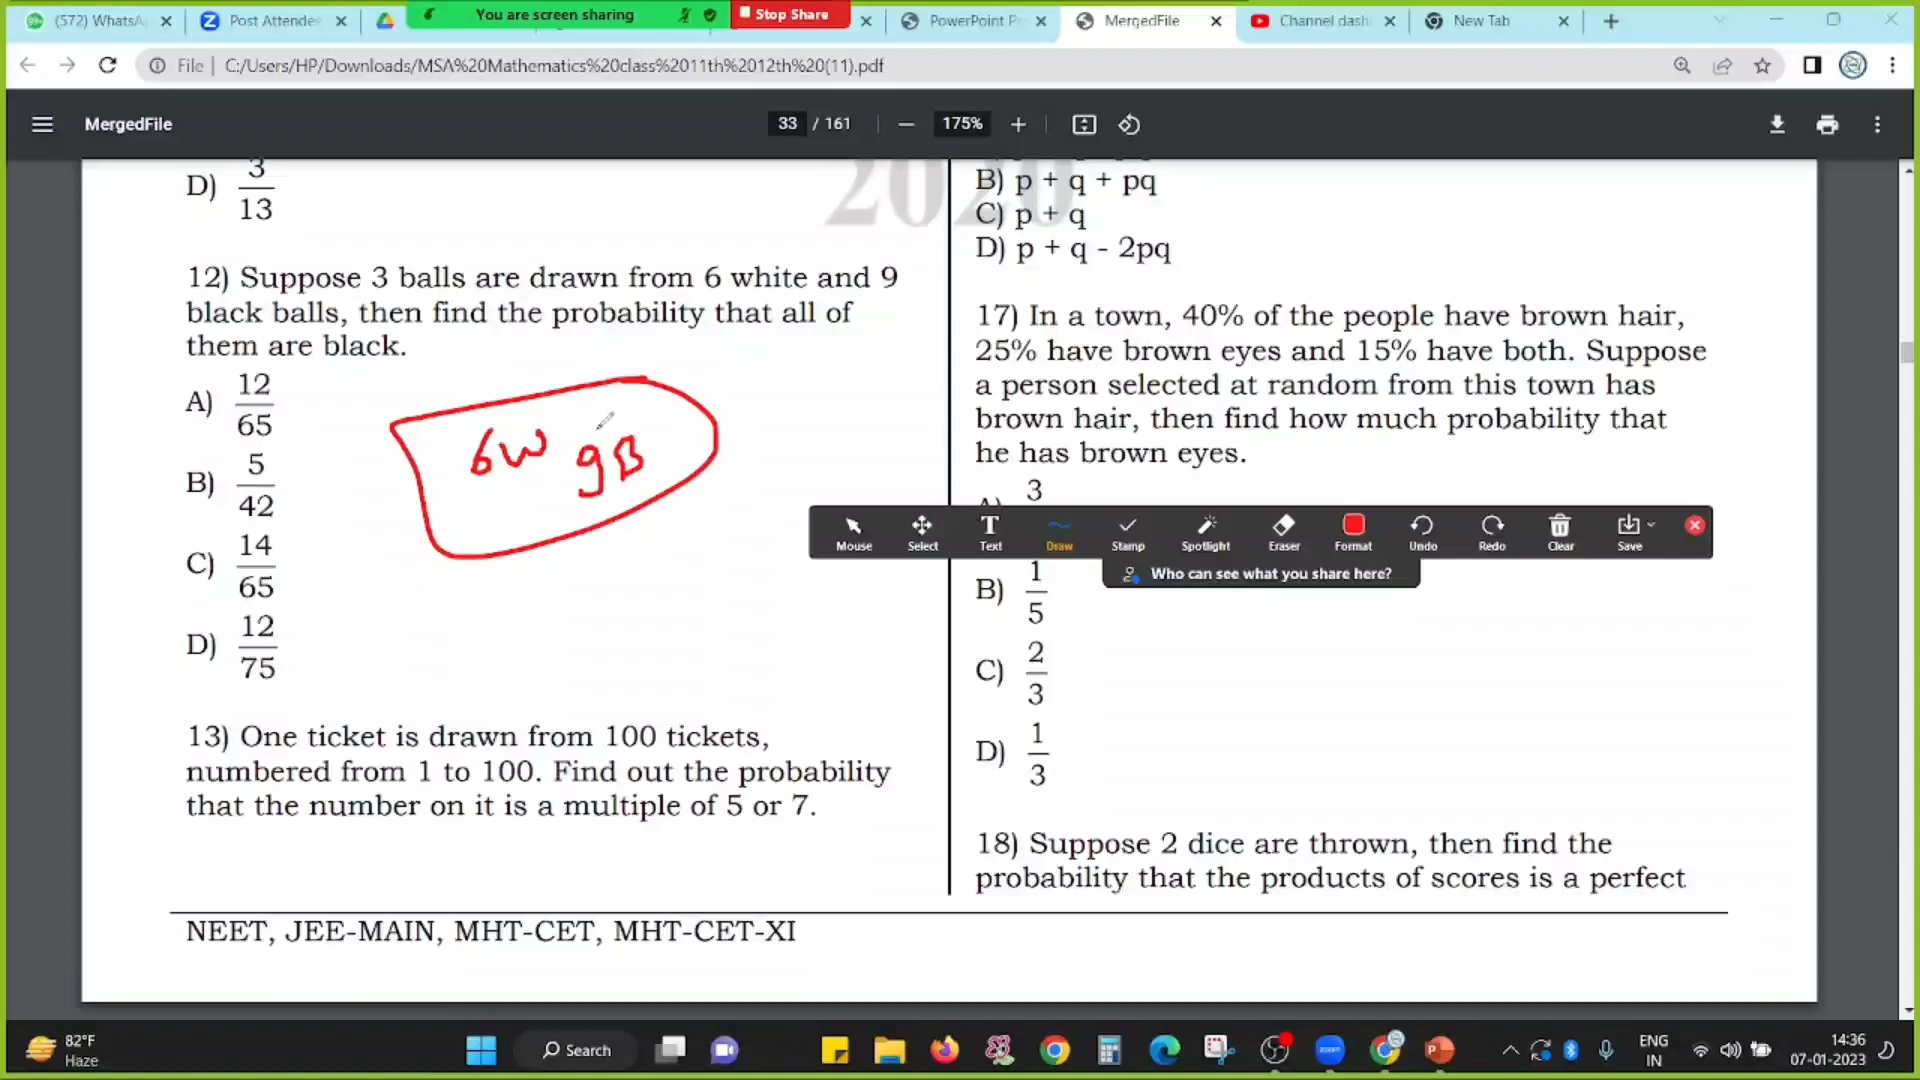 (572) WhatsA
Post Attendee
You are screen sharing
Stop Share
PowerPoint P
MergedFile
Channel dash
New Tab
File
C:/Users/HP/Downloads/MSA%20Mathematics%20class%2011th%2012th%20(11).pdf
MergedFile
33 / 161
175%
2020
D) 3
13
12) Suppose 3 balls are drawn from 6 white and 9
black balls, then find the probability that all of
them are black.
A) 12
65
B) 5
42
C) 14
65
D) 12
75
6W 9B
13) One ticket is drawn from 100 tickets,
numbered from 1 to 100. Find out the probability
that the number on it is a multiple of 5 or 7.
B) p + q + pq
C) p + q
D) p + q - 2pq
17) In a town, 40% of the people have brown hair,
25% have brown eyes and 15% have both. Suppose
a person selected at random from this town has
brown hair, then find how much probability that
he has brown eyes.
A) 3
Mouse Select Text Draw Stamp Spotlight Eraser Format Undo Redo Clear Save
Who can see what you share here?
B) 1
5
C) 2
3
D) 1
3
18) Suppose 2 dice are thrown, then find the
probability that the products of scores is a perfect
NEET, JEE-MAIN, MHT-CET, MHT-CET-XI
82°F
Haze
Search
zoom
ENG
IN
14:36
07-01-2023